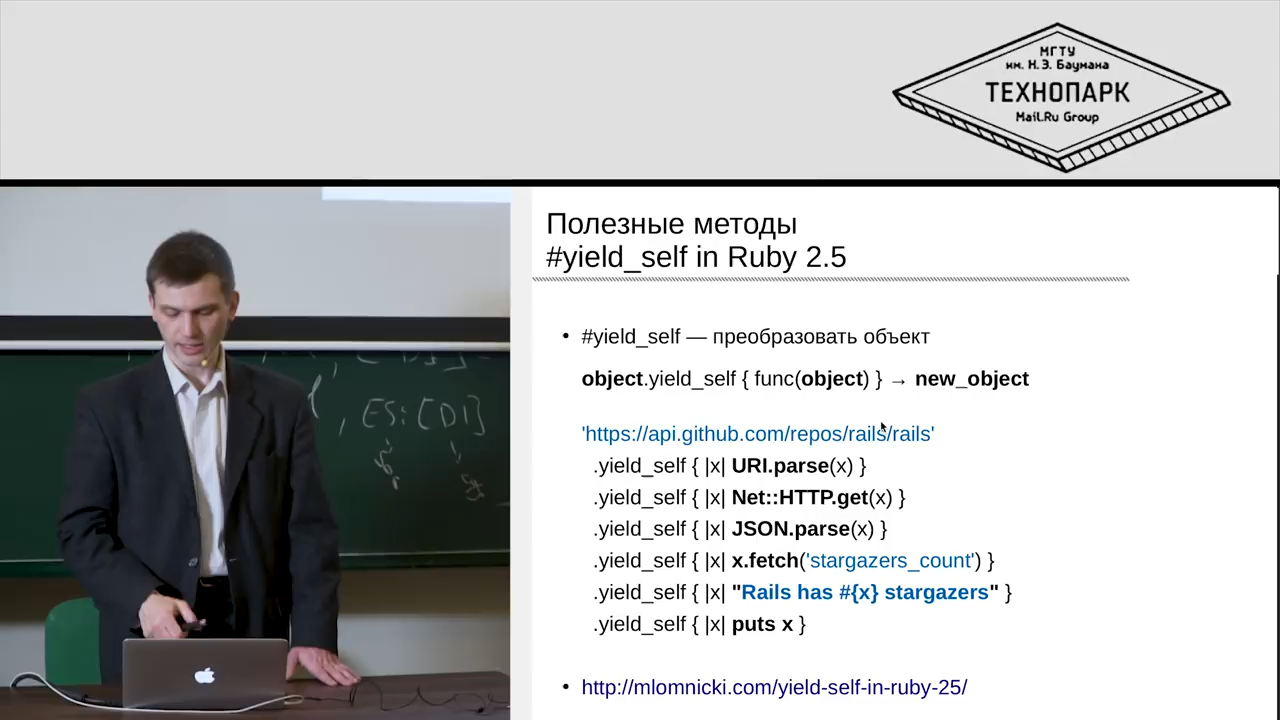 МГТУ
им. Н.Э. Баумана
ТЕХНОПАРК
Mail.Ru Group
Полезные методы
#yield_self in Ruby 2.5
• #yield_self — преобразовать объект
object.yield_self { func(object) } → new_object
'https://api.github.com/repos/rails/rails'
.yield_self { |x| URI.parse(x) }
.yield_self { |x| Net::HTTP.get(x) }
.yield_self { |x| JSON.parse(x) }
.yield_self { |x| x.fetch('stargazers_count') }
.yield_self { |x| "Rails has #{x} stargazers" }
.yield_self { |x| puts x }
• http://mlomnicki.com/yield-self-in-ruby-25/